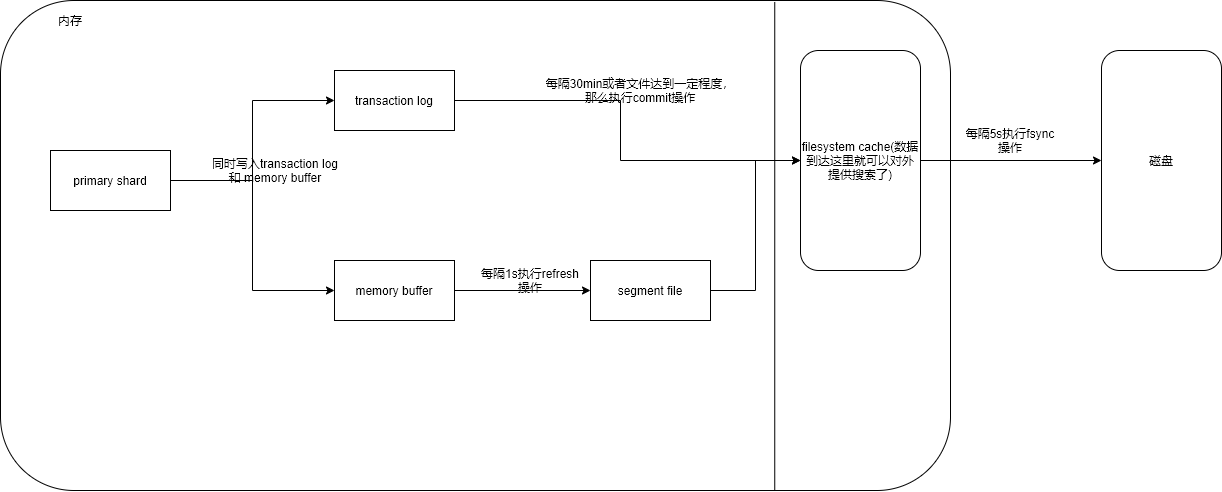 内存
transaction log
每隔30min或者文件达到一定程度，
那么执行commit操作
primary shard
同时写入transaction log
和 memory buffer
memory buffer
每隔1s执行refresh
操作
segment file
filesystem cache(数据
到达这里就可以对外
提供搜索了)
每隔5s执行fsync
操作
磁盘